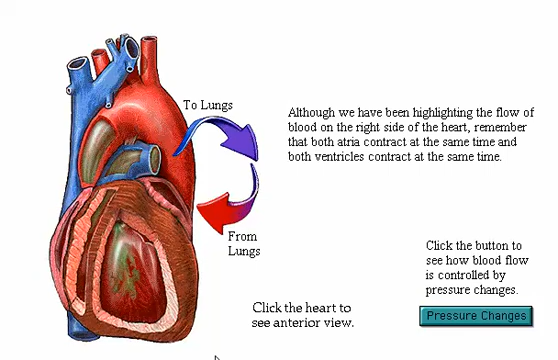 To Lungs
Although we have been highlighting the flow of
blood on the right side of the heart, remember
that both atria contract at the same time and
both ventricles contract at the same time.
From
Lungs
Click the button to
see how blood flow
is controlled by
pressure changes.
Click the heart to
see anterior view.
Pressure Changes